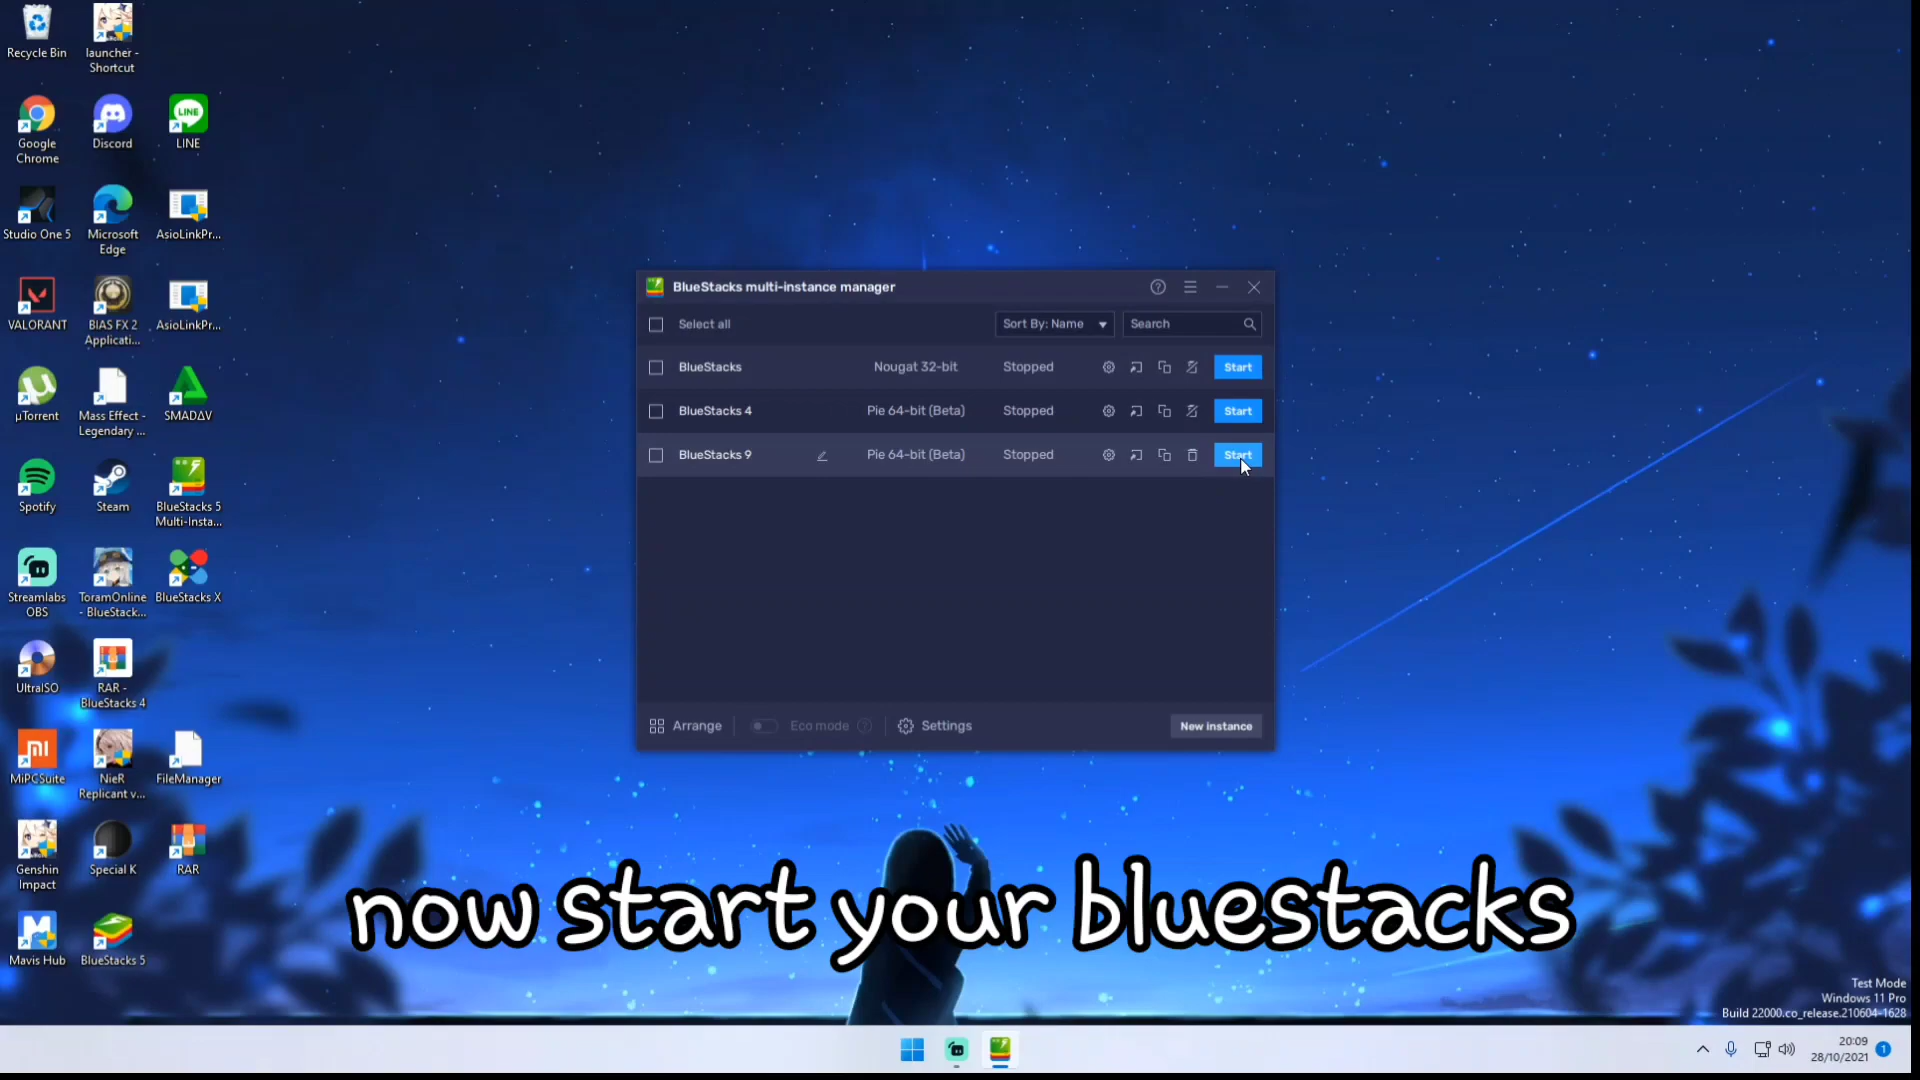 Recycle Bin
launcher -
Shortcut
Google
Chrome
Discord
LINE
Studio One 5
Microsoft
Edge
AsioLinkPr...
VALORANT
BIAS FX 2
Applicati...
AsioLinkPr...
µTorrent
Mass Effect -
Legendary ...
SMADΔV
Spotify
Steam
BlueStacks 5
Multi-Insta...
Streamlabs
OBS
ToramOnline
- BlueStack...
BlueStacks X
UltraISO
RAR -
BlueStacks 4
MiPCSuite
NieR
Replicant v...
FileManager
Genshin
Impact
Special K
RAR
Mavis Hub
BlueStacks 5
BlueStacks multi-instance manager
Select all
Sort By: Name
Search
BlueStacks Nougat 32-bit Stopped Start
BlueStacks 4 Pie 64-bit (Beta) Stopped Start
BlueStacks 9 Pie 64-bit (Beta) Stopped Start
Arrange Eco mode Settings New instance
now start your bluestacks
Test Mode
Windows 11 Pro
Build 22000.co_release.210604-1628
20:09
28/10/2021
1